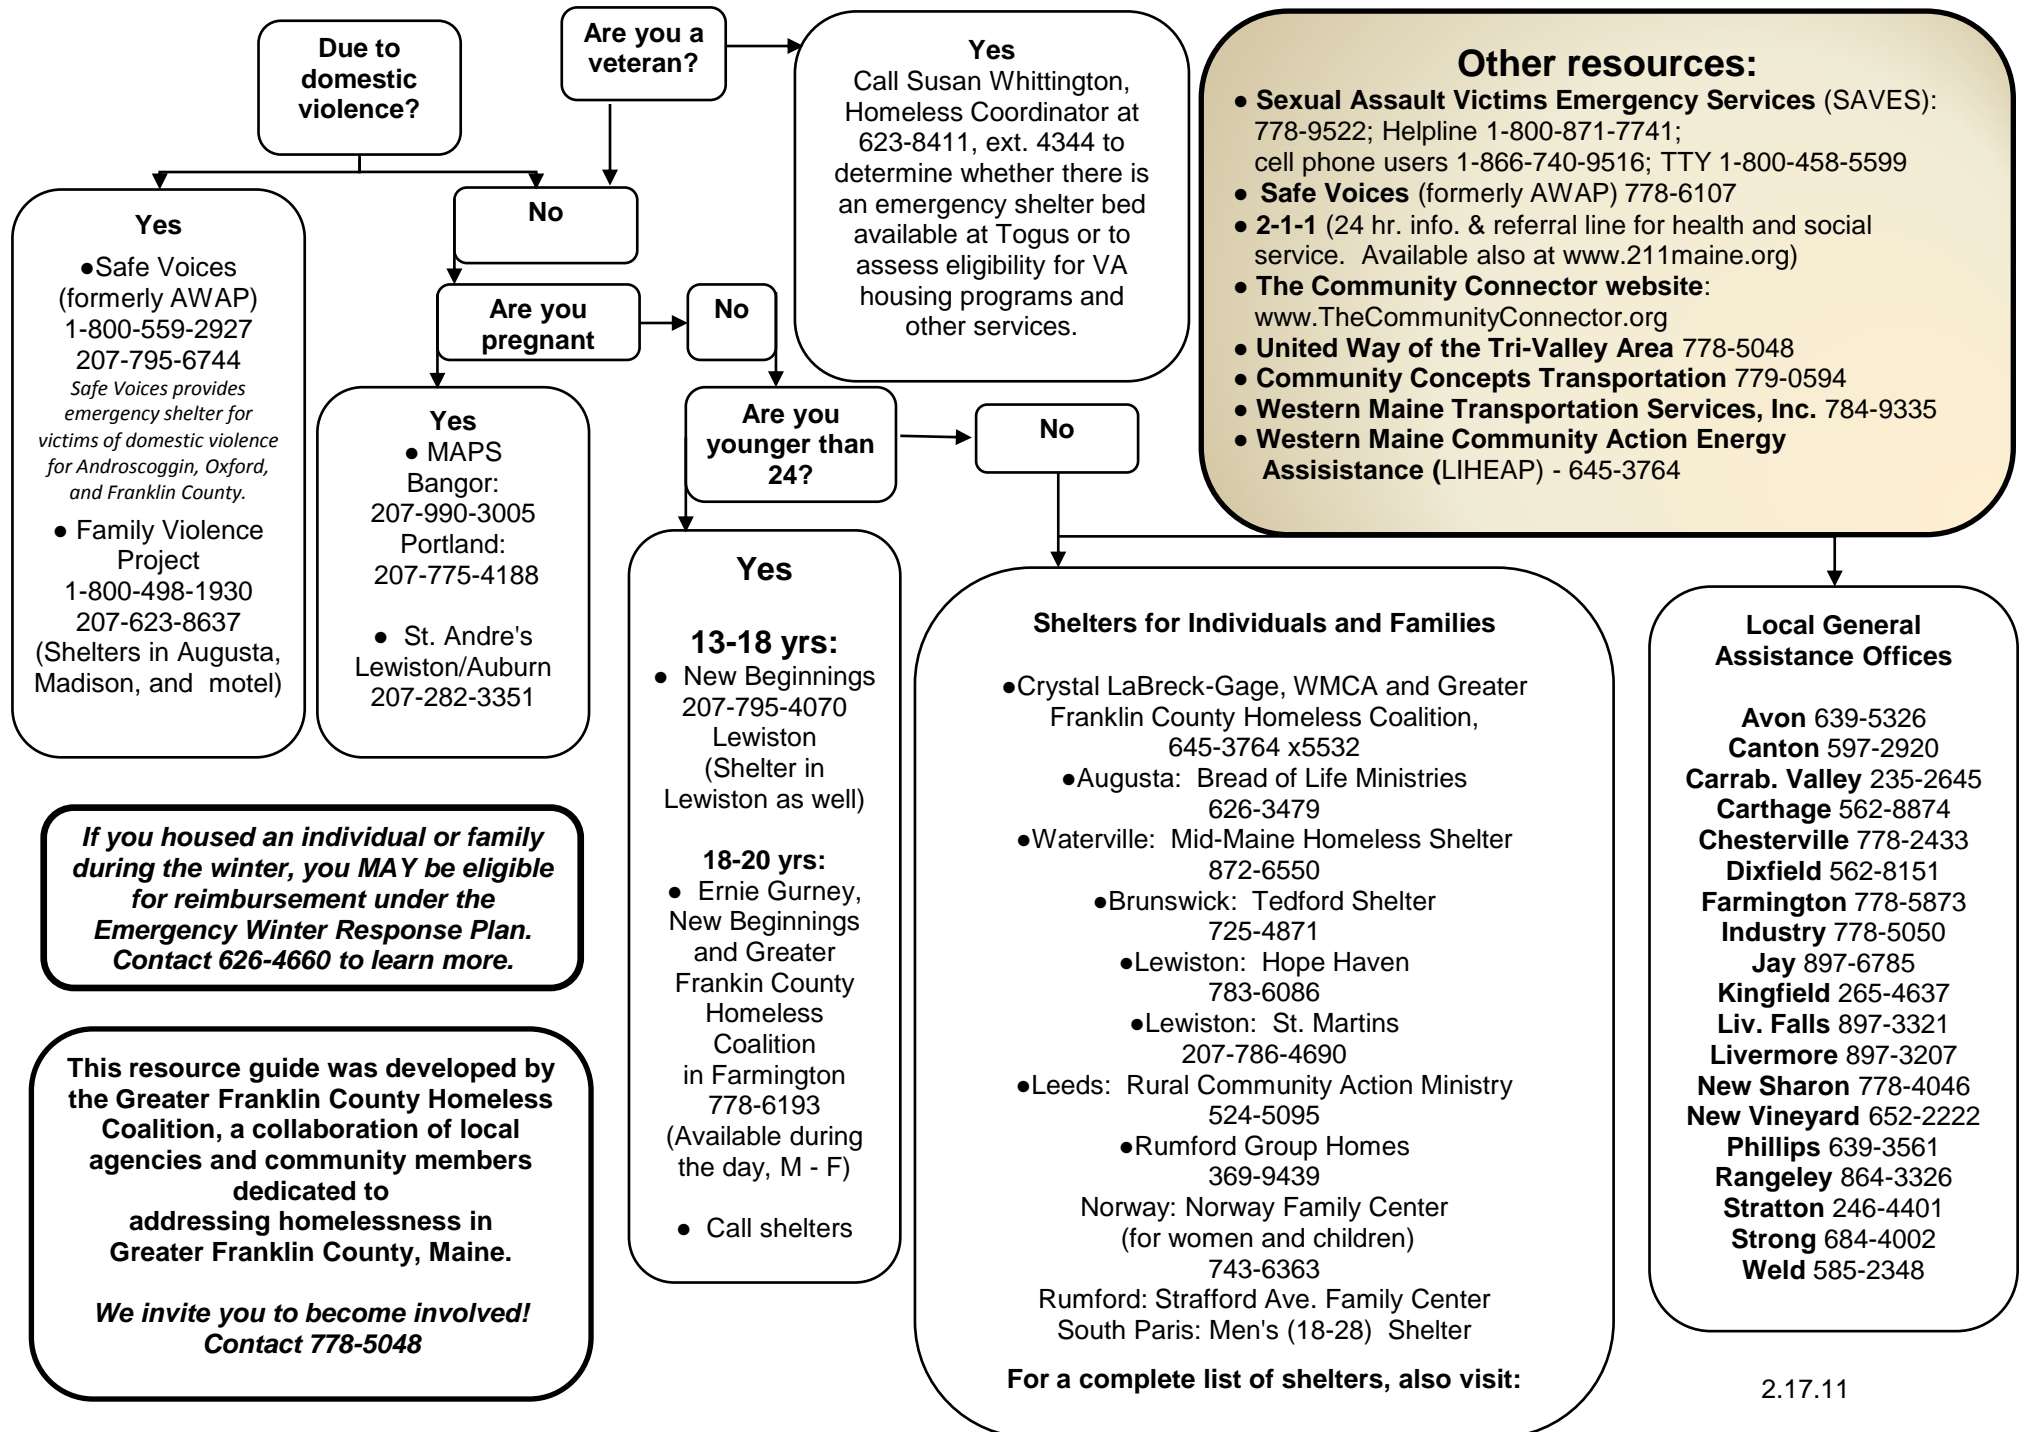 Due to
domestic
violence?
Are you a
veteran?
Yes
Call Susan Whittington,
Homeless Coordinator at
623-8411, ext. 4344 to
determine whether there is
an emergency shelter bed
available at Togus or to
assess eligibility for VA
housing programs and
other services.
Other resources:
● Sexual Assault Victims Emergency Services (SAVES):
778-9522; Helpline 1-800-871-7741;
cell phone users 1-866-740-9516; TTY 1-800-458-5599
● Safe Voices (formerly AWAP) 778-6107
● 2-1-1 (24 hr. info. & referral line for health and social
service. Available also at www.211maine.org)
● The Community Connector website:
www.TheCommunityConnector.org
● United Way of the Tri-Valley Area 778-5048
● Community Concepts Transportation 779-0594
● Western Maine Transportation Services, Inc. 784-9335
● Western Maine Community Action Energy
Assisistance (LIHEAP) - 645-3764
Yes
●Safe Voices
(formerly AWAP)
1-800-559-2927
207-795-6744
Safe Voices provides
emergency shelter for
victims of domestic violence
for Androscoggin, Oxford,
and Franklin County.
● Family Violence
Project
1-800-498-1930
207-623-8637
(Shelters in Augusta,
Madison, and motel)
No
Are you
pregnant
No
Yes
● MAPS
Bangor:
207-990-3005
Portland:
207-775-4188
● St. Andre's
Lewiston/Auburn
207-282-3351
Are you
younger than
24?
No
Yes
13-18 yrs:
● New Beginnings
207-795-4070
Lewiston
(Shelter in
Lewiston as well)
18-20 yrs:
● Ernie Gurney,
New Beginnings
and Greater
Frankin County
Homeless
Coalition
in Farmington
778-6193
(Available during
the day, M - F)
● Call shelters
Shelters for Individuals and Families
●Crystal LaBreck-Gage, WMCA and Greater
Franklin County Homeless Coalition,
645-3764 x5532
●Augusta: Bread of Life Ministries
626-3479
●Waterville: Mid-Maine Homeless Shelter
872-6550
●Brunswick: Tedford Shelter
725-4871
●Lewiston: Hope Haven
783-6086
●Lewiston: St. Martins
207-786-4690
●Leeds: Rural Community Action Ministry
524-5095
●Rumford Group Homes
369-9439
Norway: Norway Family Center
(for women and children)
743-6363
Rumford: Strafford Ave. Family Center
South Paris: Men's (18-28) Shelter
For a complete list of shelters, also visit:
Local General
Assistance Offices
Avon 639-5326
Canton 597-2920
Carrab. Valley 235-2645
Carthage 562-8874
Chesterville 778-2433
Dixfield 562-8151
Farmington 778-5873
Industry 778-5050
Jay 897-6785
Kingfield 265-4637
Liv. Falls 897-3321
Livermore 897-3207
New Sharon 778-4046
New Vineyard 652-2222
Phillips 639-3561
Rangeley 864-3326
Stratton 246-4401
Strong 684-4002
Weld 585-2348
If you housed an individual or family
during the winter, you MAY be eligible
for reimbursement under the
Emergency Winter Response Plan.
Contact 626-4660 to learn more.
This resource guide was developed by
the Greater Franklin County Homeless
Coalition, a collaboration of local
agencies and community members
dedicated to
addressing homelessness in
Greater Franklin County, Maine.
We invite you to become involved!
Contact 778-5048
2.17.11